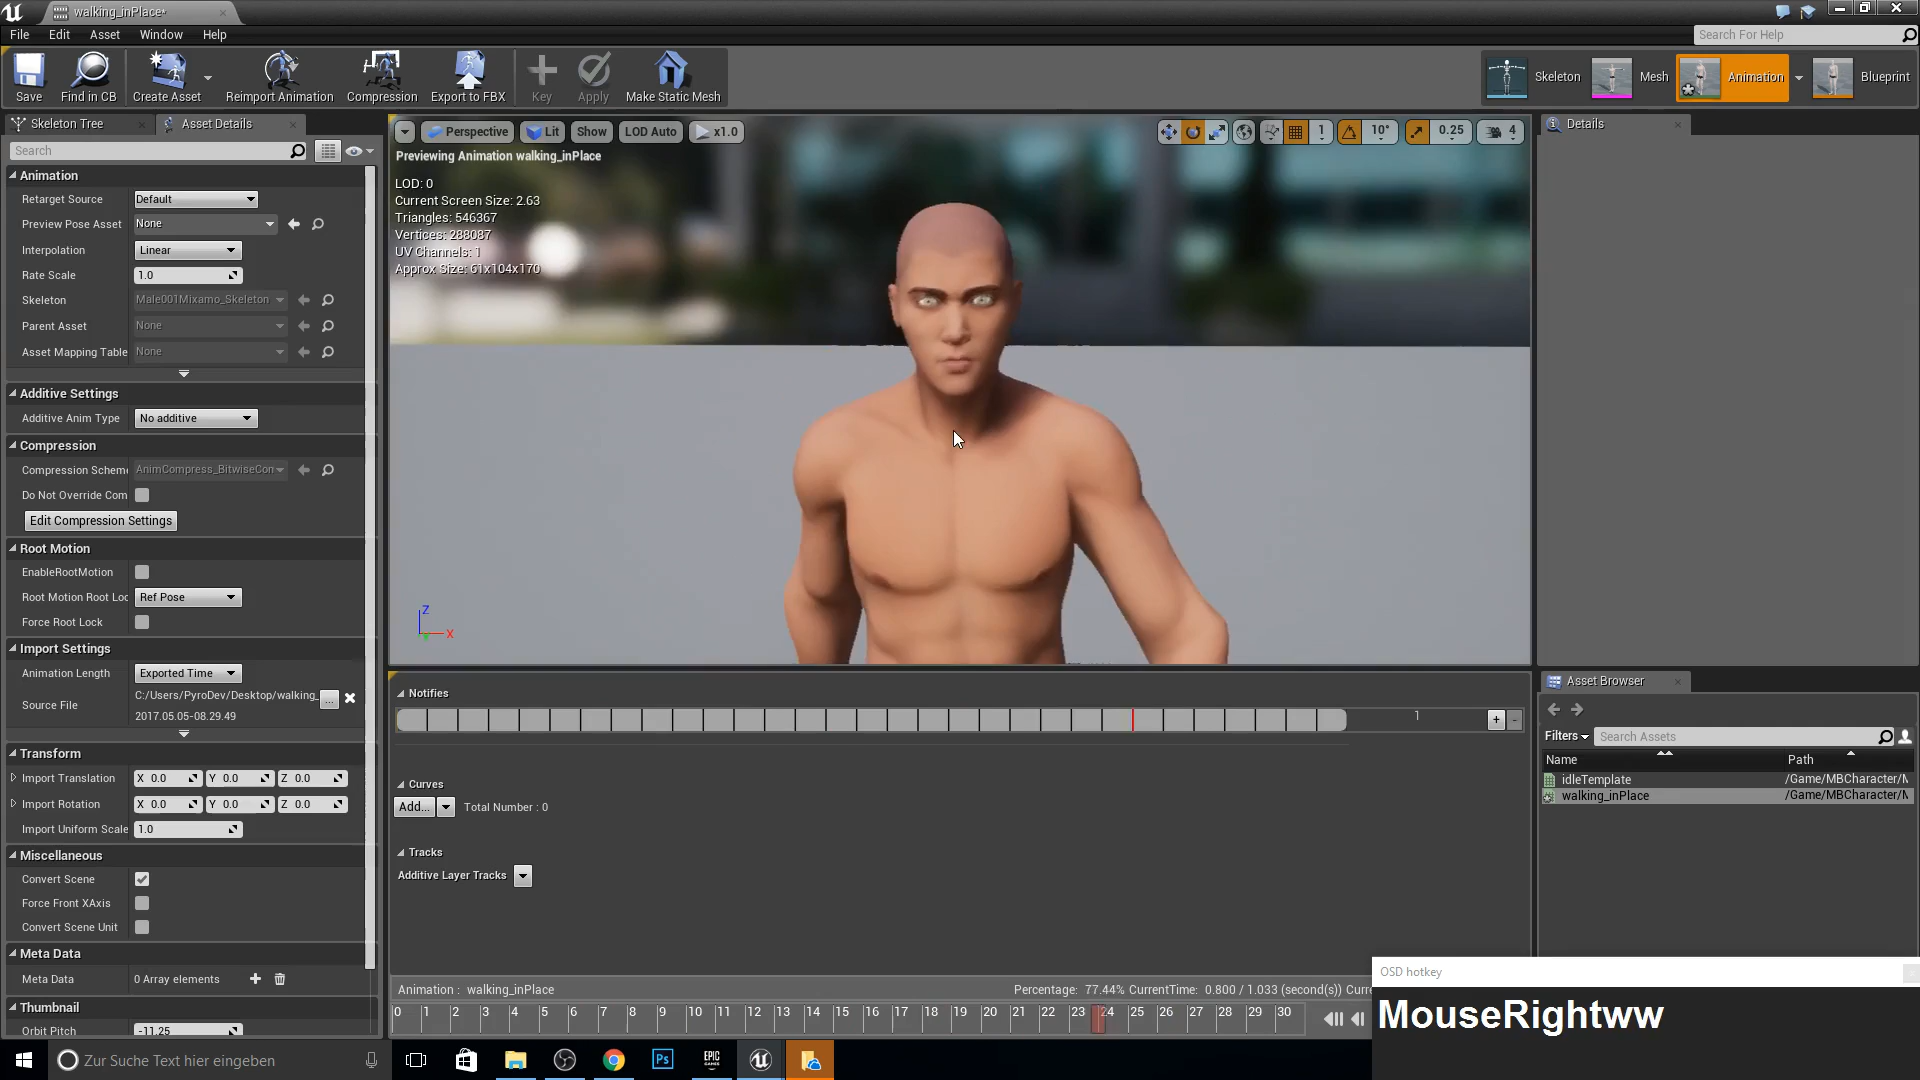 walking_inPlace*
File Edit Asset Window Help
Search For Help
Save
Find in CB
Create Asset
Reimport Animation
Compression
Export to FBX
Key
Apply
Make Static Mesh
Skeleton
Mesh
Animation
Blueprint
Skeleton Tree
Asset Details
Search
Animation
Retarget Source Default
Preview Pose Asset None
Interpolation Linear
Rate Scale 1.0
Skeleton Male001Mixamo_Skeleton
Parent Asset None
Asset Mapping Table None
Additive Settings
Additive Anim Type No additive
Compression
Compression Scheme AnimCompress_BitwiseCon
Do Not Override Com
Edit Compression Settings
Root Motion
EnableRootMotion
Root Motion Root Loc Ref Pose
Force Root Lock
Import Settings
Animation Length Exported Time
Source File C:/Users/PyroDev/Desktop/walking_ ...
2017.05.05-08.29.49
Transform
Import Translation X 0.0 Y 0.0 Z 0.0
Import Rotation X 0.0 Y 0.0 Z 0.0
Import Uniform Scale 1.0
Miscellaneous
Convert Scene
Force Front XAxis
Convert Scene Unit
Meta Data
Meta Data 0 Array elements
Thumbnail
Orbit Pitch -11.25
Perspective Lit Show LOD Auto x1.0
1 10° 0.25 4
Previewing Animation walking_inPlace
LOD: 0
Current Screen Size: 2.63
Triangles: 546367
Vertices: 288087
UV Channels: 1
Approx Size: 61x104x170
Z
X
Y
Notifies
1
Curves
Add... Total Number : 0
Tracks
Additive Layer Tracks
Animation : walking_inPlace
Percentage: 77.44% CurrentTime: 0.800 / 1.033 (second(s)) Curre
0 1 2 3 4 5 6 7 8 9 10 11 12 13 14 15 16 17 18 19 20 21 22 23 24 25 26 27 28 29 30
Details
Asset Browser
Filters Search Assets
Name Path
idleTemplate /Game/MBCharacter/M
walking_inPlace /Game/MBCharacter/M
OSD hotkey
MouseRightww
Zur Suche Text hier eingeben
Ps
EPIC
GAMES